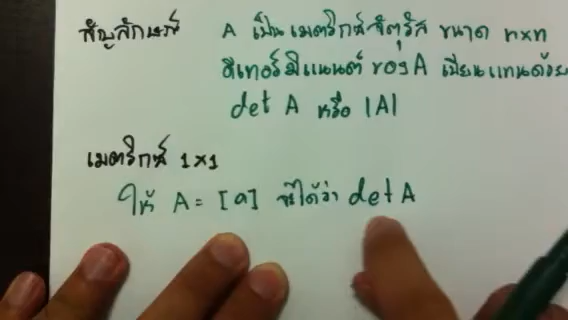 สัญลักษณ์ A เป็นเมตริกซ์จัตุรัส ขนาด n×n
ดีเทอร์มิแนนต์ของ A เขียนแทนด้วย
det A หรือ |A|
เมตริกซ์ 1×1
ให้ A = [a] จะได้ว่า det A